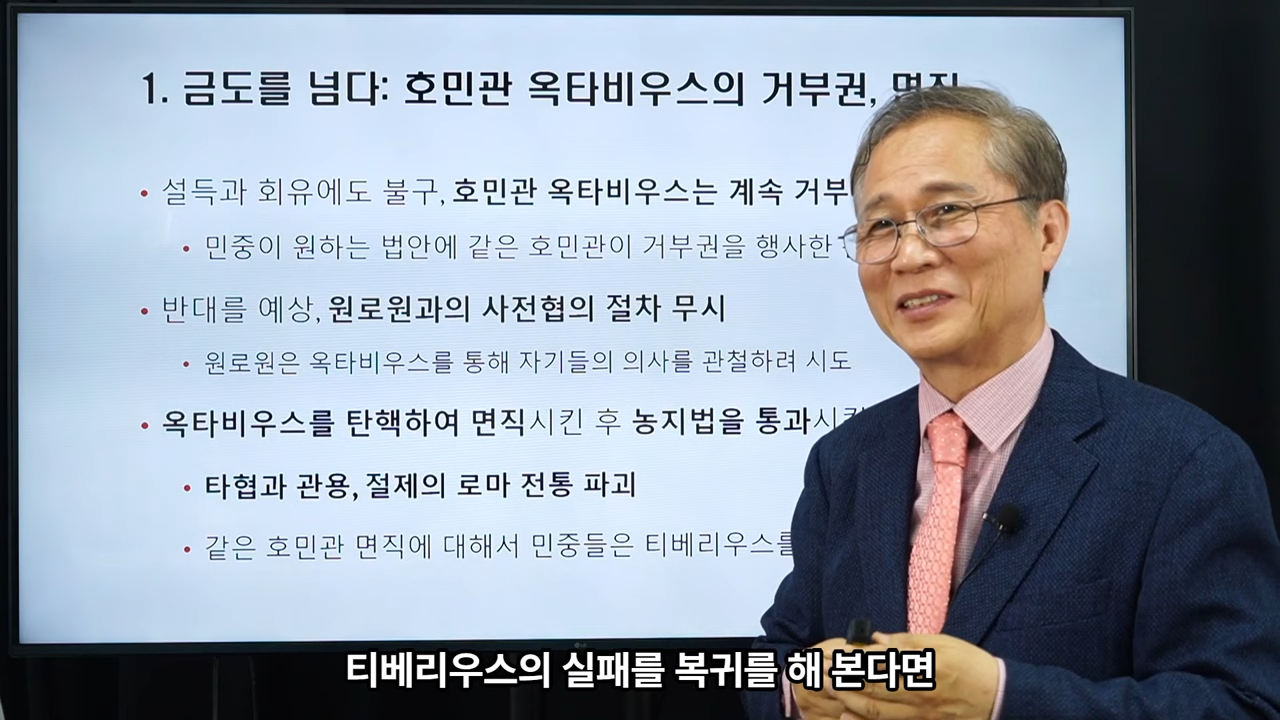 1. 금도를 넘다: 호민관 옥타비우스의 거부권, 면직
• 설득과 회유에도 불구, 호민관 옥타비우스는 계속 거부
• 민중이 원하는 법안에 같은 호민관이 거부권을 행사한
• 반대를 예상, 원로원과의 사전협의 절차 무시
• 원로원은 옥타비우스를 통해 자기들의 의사를 관철하려 시도
• 옥타비우스를 탄핵하여 면직시킨 후 농지법을 통과시킴
• 타협과 관용, 절제의 로마 전통 파괴
• 같은 호민관 면직에 대해서 민중들은 티베리우스를
티베리우스의 실패를 복귀를 해 본다면